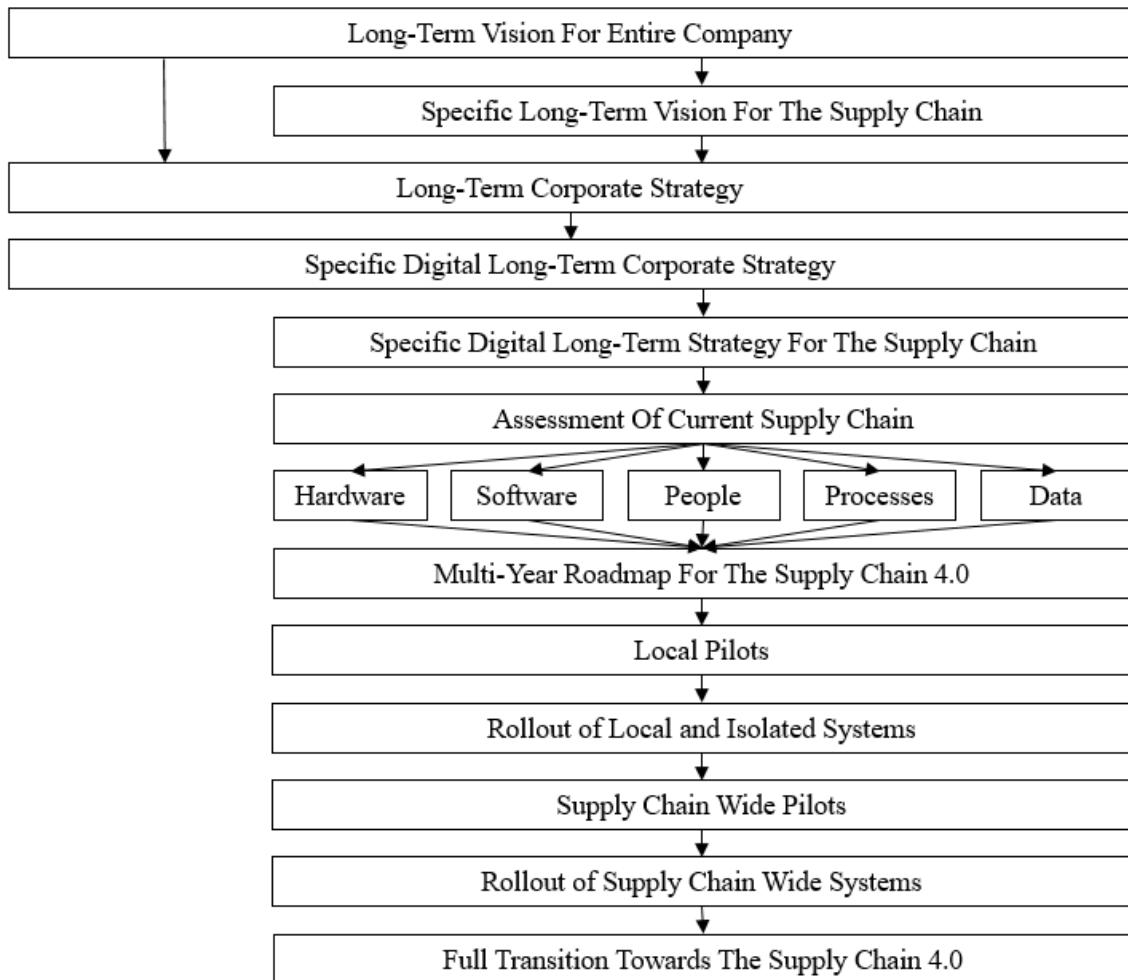 Long-Term Vision For Entire Company
Specific Long-Term Vision For The Supply Chain
Long-Term Corporate Strategy
Specific Digital Long-Term Corporate Strategy
Specific Digital Long-Term Strategy For The Supply Chain
Assessment Of Current Supply Chain
Hardware
Software
People
Processes
Data
Multi-Year Roadmap For The Supply Chain 4.0
Local Pilots
Rollout of Local and Isolated Systems
Supply Chain Wide Pilots
Rollout of Supply Chain Wide Systems
Full Transition Towards The Supply Chain 4.0